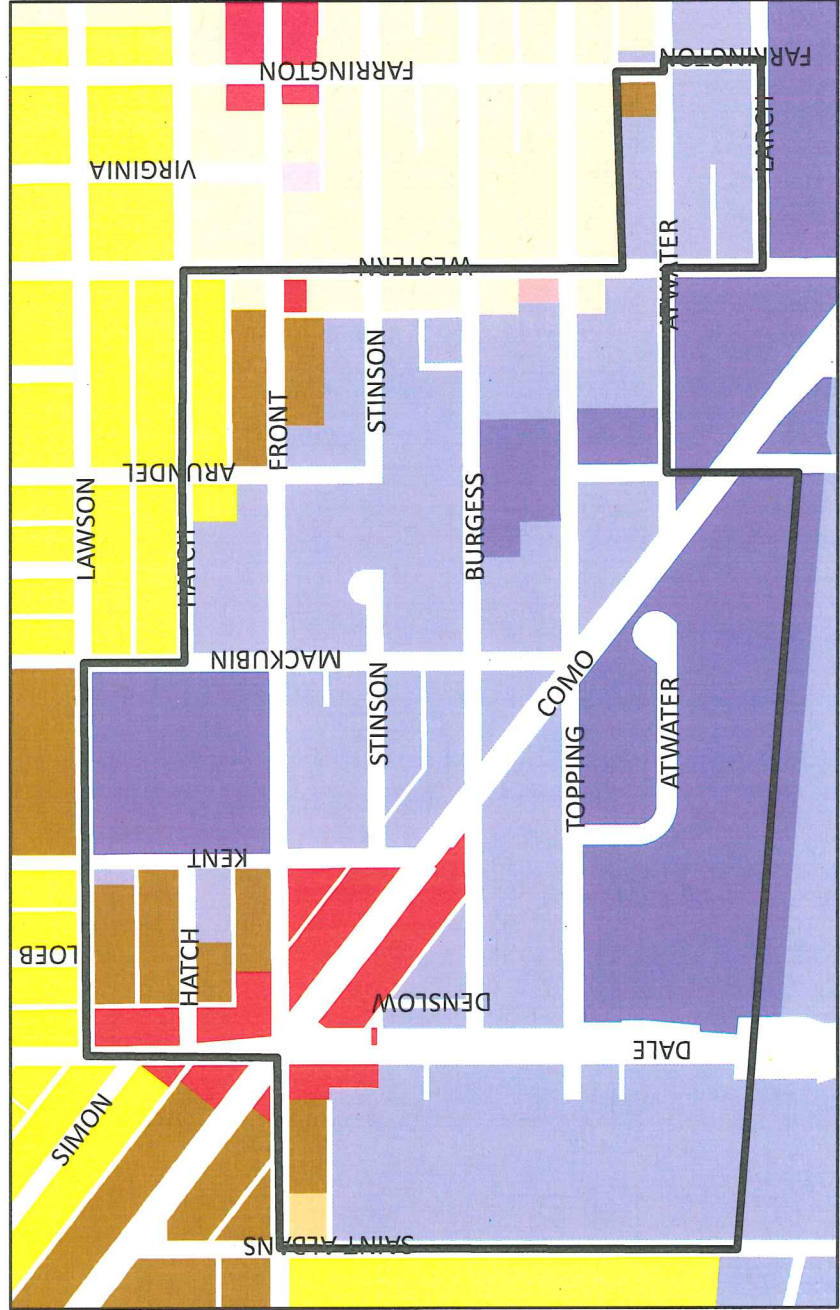 FARRINGTON
FARRINGTON
VIRGINIA
LARCH
WESTERN
ATWATER
STINSON
FRONT
ARUNDEL
LAWSON
HATCH
BURGESS
MACKUBIN
STINSON
COMO
ATWATER
TOPPING
KENT
LOEB
HATCH
DENSLOW
DALE
SIMON
SAINT ALBANS